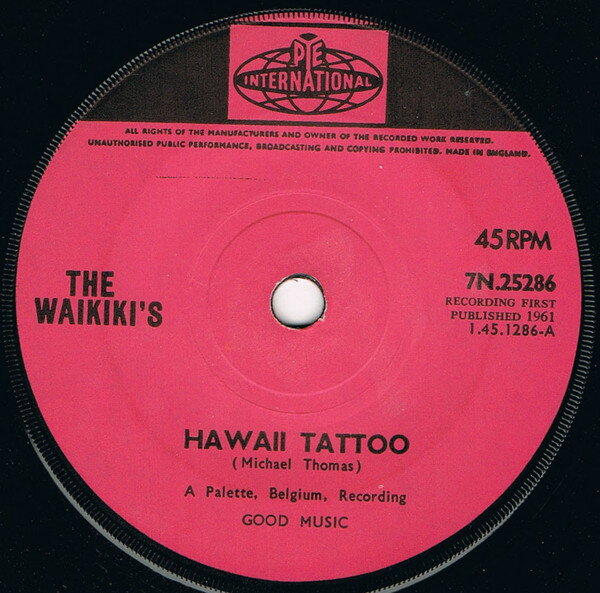 PYE
INTERNATIONAL
ALL RIGHTS OF THE MANUFACTURERS AND OWNER OF THE RECORDED WORK RESERVED.
UNAUTHORISED PUBLIC PERFORMANCE, BROADCASTING AND COPYING PROHIBITED. MADE IN ENGLAND.
45 RPM
THE
WAIKIKI'S
7N.25286
RECORDING FIRST
PUBLISHED 1961
1.45.1286-A
HAWAII TATTOO
(Michael Thomas)
A Palette, Belgium, Recording
GOOD MUSIC